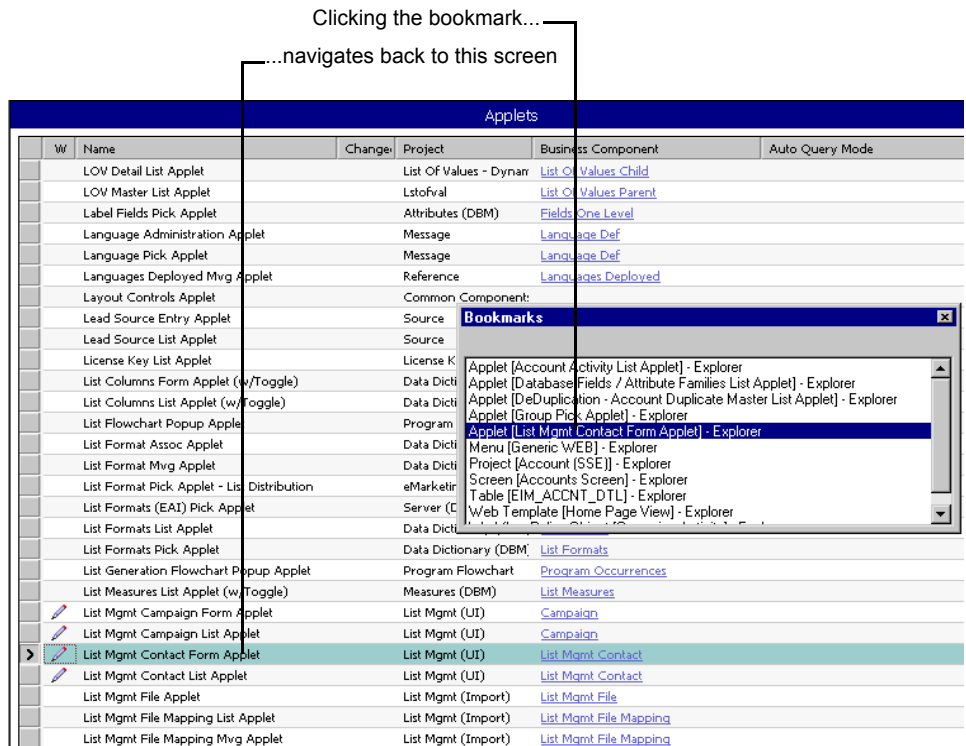 Clicking the bookmark...
...navigates back to this screen
Applets
W Name Change Project Business Component Auto Query Mode
LOV Detail List Applet List Of Values - Dynam List Of Values Child
LOV Master List Applet Lstofval List Of Values Parent
Label Fields Pick Applet Attributes (DBM) Fields One Level
Language Administration Applet Message Language Def
Language Pick Applet Message Language Def
Languages Deployed Mvg Applet Reference Languages Deployed
Layout Controls Applet Common Component:
Lead Source Entry Applet Source
Lead Source List Applet Source
License Key List Applet License K
List Columns Form Applet (w/Toggle) Data Dicti
List Columns List Applet (w/Toggle) Data Dicti
List Flowchart Popup Applet Program
List Format Assoc Applet Data Dicti
List Format Mvg Applet Data Dicti
List Format Pick Applet - List Distribution eMarketin
List Formats (EAI) Pick Applet Server (D
List Formats List Applet Data Dicti
List Formats Pick Applet Data Dictionary (DBM) List Formats
List Generation Flowchart Popup Applet Program Flowchart Program Occurrences
List Measures List Applet (w/Toggle) Measures (DBM) List Measures
List Mgmt Campaign Form Applet List Mgmt (UI) Campaign
List Mgmt Campaign List Applet List Mgmt (UI) Campaign
List Mgmt Contact Form Applet List Mgmt (UI) List Mgmt Contact
List Mgmt Contact List Applet List Mgmt (UI) List Mgmt Contact
List Mgmt File Applet List Mgmt (Import) List Mgmt File
List Mgmt File Mapping List Applet List Mgmt (Import) List Mgmt File Mapping
List Mgmt File Mapping Mvg Applet List Mgmt (Import) List Mgmt File Mapping
Bookmarks
Applet [Account Activity List Applet] - Explorer
Applet [Database Fields / Attribute Families List Applet] - Explorer
Applet [DeDuplication - Account Duplicate Master List Applet] - Explorer
Applet [Group Pick Applet] - Explorer
Applet [List Mgmt Contact Form Applet] - Explorer
Menu [Generic WEB] - Explorer
Project [Account (SSE)] - Explorer
Screen [Accounts Screen] - Explorer
Table [EIM_ACCNT_DTL] - Explorer
Web Template [Home Page View] - Explorer